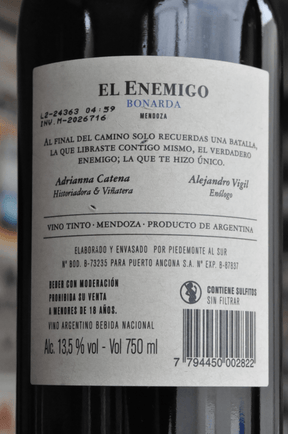 EL ENEMIGO
BONARDA
MENDOZA
L2-24363 04:59
INV.M-2026716
AL FINAL DEL CAMINO SOLO RECUERDAS UNA BATALLA,
LA QUE LIBRASTE CONTIGO MISMO, EL VERDADERO
ENEMIGO; LA QUE TE HIZO ÚNICO.
Adrianna Catena
Historiadora & Viñatera
Alejandro Vigil
Enólogo
VINO TINTO · MENDOZA · PRODUCTO DE ARGENTINA
ELABORADO Y ENVASADO POR PIEDEMONTE AL SUR
Nº BOD. B-73235 PARA PUERTO ANCONA S.A. Nº EXP. B-87857
BEBER CON MODERACIÓN
PROHIBIDA SU VENTA
A MENORES DE 18 AÑOS.
VINO ARGENTINO BEBIDA NACIONAL
Alc. 13,5 % vol - Vol 750 ml
CONTIENE SULFITOS
SIN FILTRAR
7 794450 002822